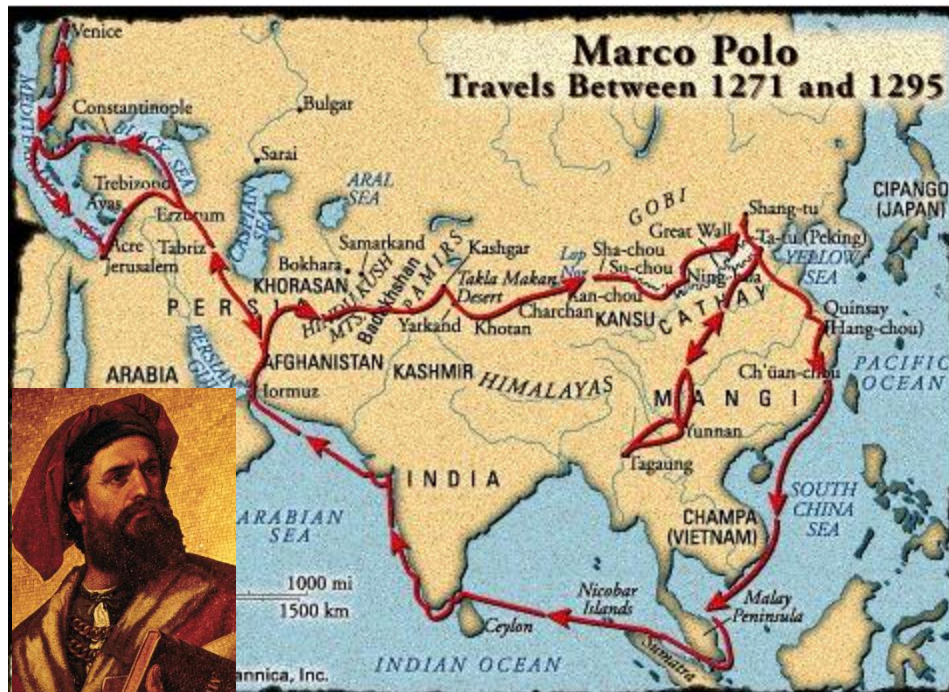 Marco Polo
Travels Between 1271 and 1295
Venice
Constantinople
BLACK SEA
Bulgar
Sarai
Trebizond
Ayas
Erzurum
CASPIAN
SEA
ARAL
SEA
GOBI
Shang-tu
CIPANGO
(JAPAN)
Great Wall
Ta-tu (Peking)
YELLOW
SEA
Acre
Jerusalem
Tabriz
Samarkand
Bokhara
KHORASAN
HINDU KUSH
MTS.
Badakhshan
PAMIRS
Kashgar
Takla Makan
Desert
Lop
Nor
Sha-chou
Su-chou
Kan-chou
Charchan
KANSU
CATHAY
PERSIA
Yarkand
Khotan
Quinsay
(Hang-chou)
PERSIAN
ARABIA
AFGHANISTAN
KASHMIR
HIMALAYAS
Ch'üan-chou
PACIFIC
OCEAN
Hormuz
MANGI
Yunnan
Tagaung
INDIA
ARABIAN
SEA
CHAMPA
(VIETNAM)
SOUTH
CHINA
SEA
1000 mi
1500 km
Nicobar
Islands
Malay
Peninsula
Ceylon
Sumatra
INDIAN OCEAN
annica, Inc.